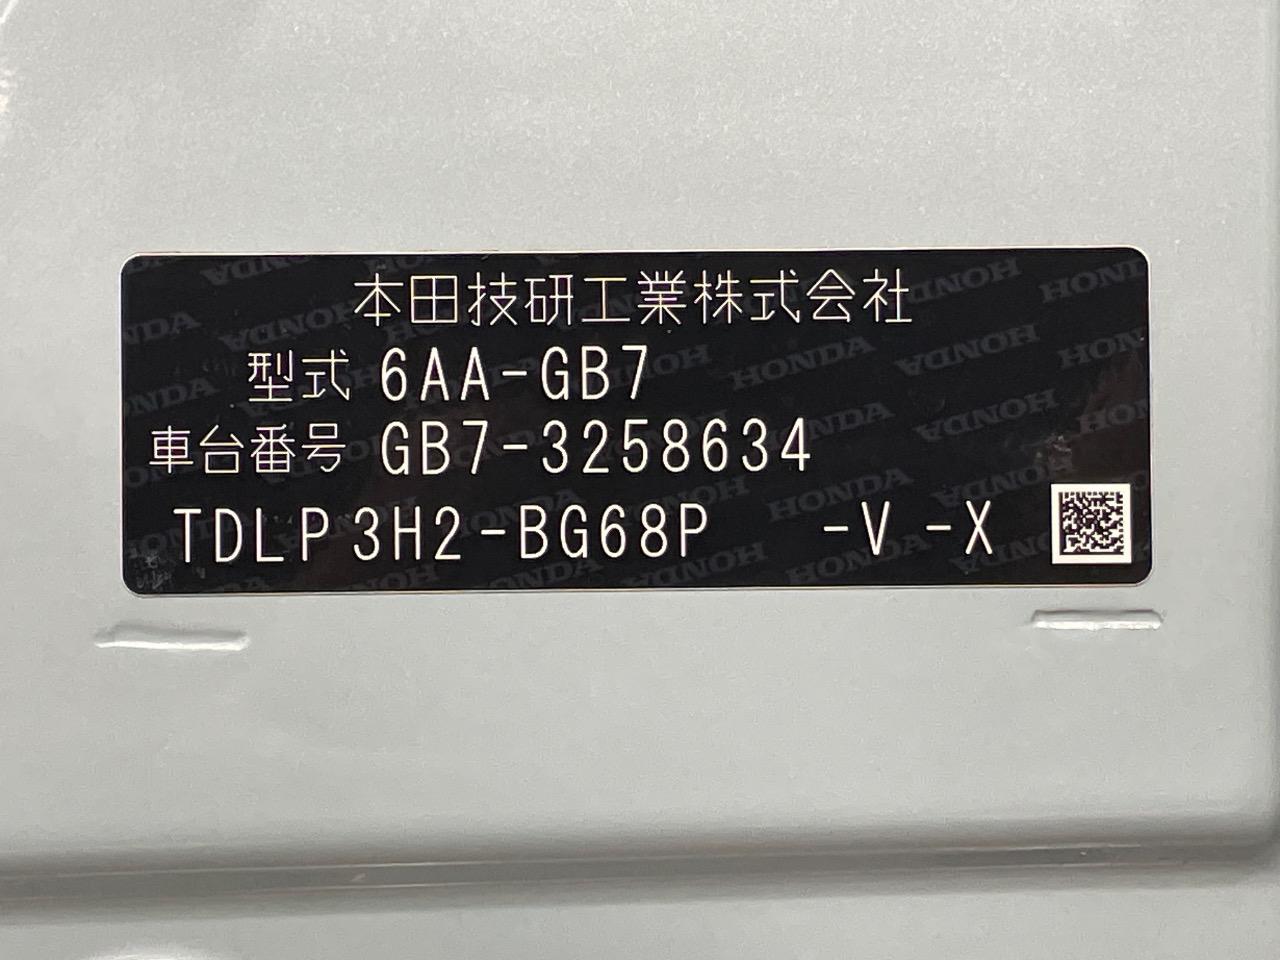 本田技研工業株式会社
型式 6AA-GB7
車台番号 GB7-3258634
TDLP3H2-BG68P -V -X